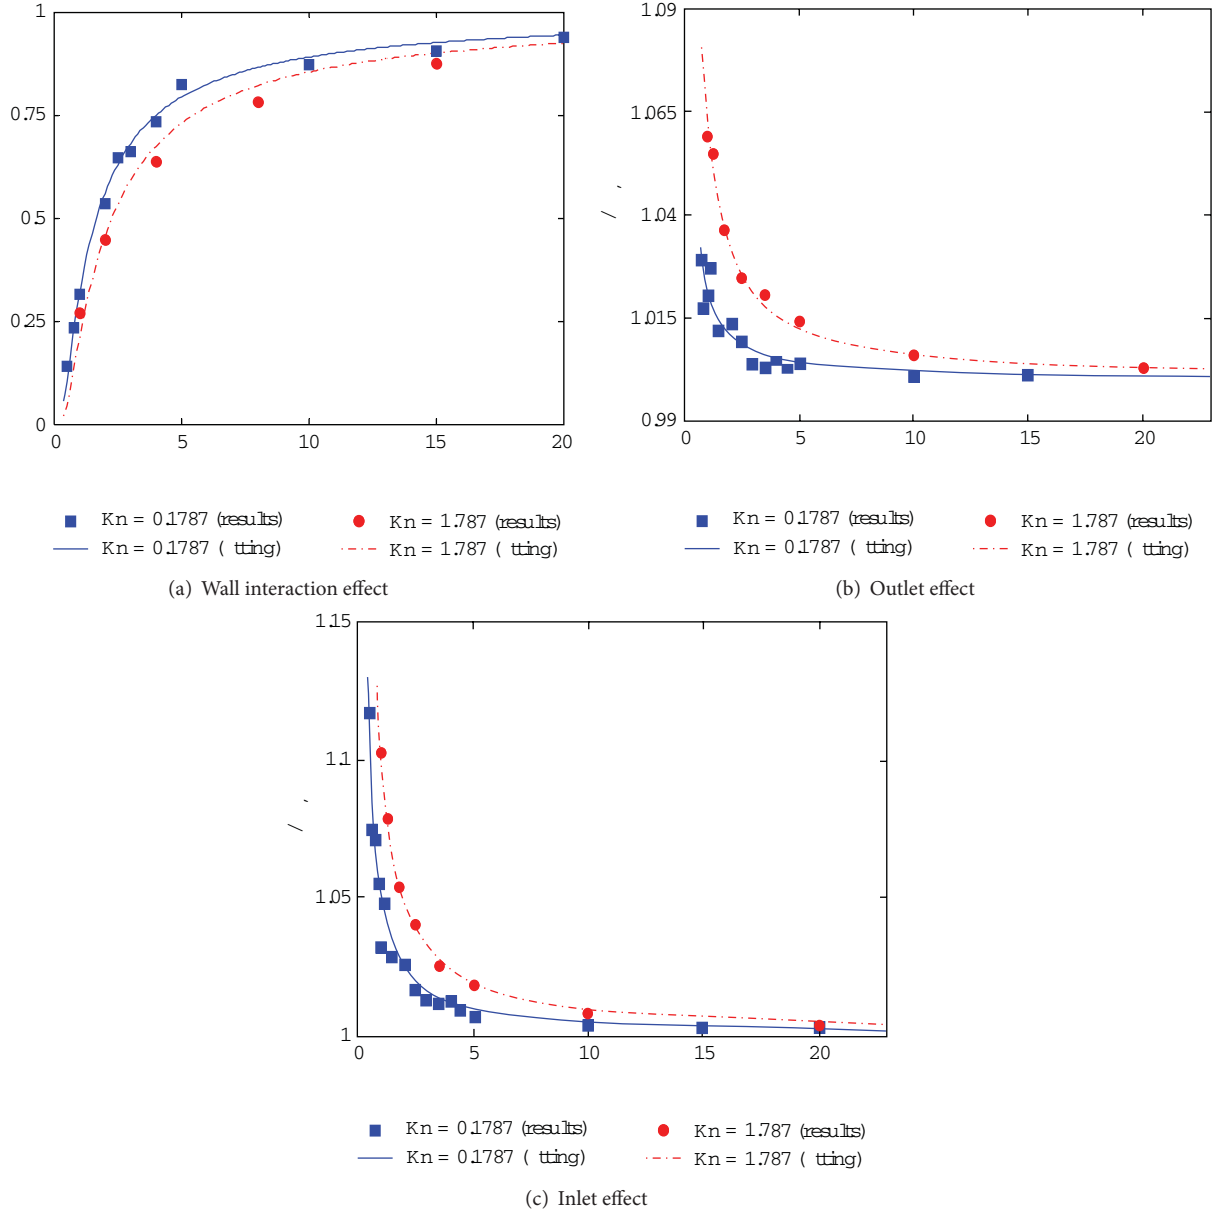 1
0.75
0.5
0.25
0
0 5 10 15 20
Kn = 0.1787 (results)
Kn = 1.787 (results)
Kn = 0.1787 ( tting)
Kn = 1.787 ( tting)
(a) Wall interaction effect
1.09
1.065
1.04
1.015
0.99
/ ′
0 5 10 15 20
Kn = 0.1787 (results)
Kn = 1.787 (results)
Kn = 0.1787 ( tting)
Kn = 1.787 ( tting)
(b) Outlet effect
1.15
1.1
1.05
1
/ ′
0 5 10 15 20
Kn = 0.1787 (results)
Kn = 1.787 (results)
Kn = 0.1787 ( tting)
Kn = 1.787 ( tting)
(c) Inlet effect